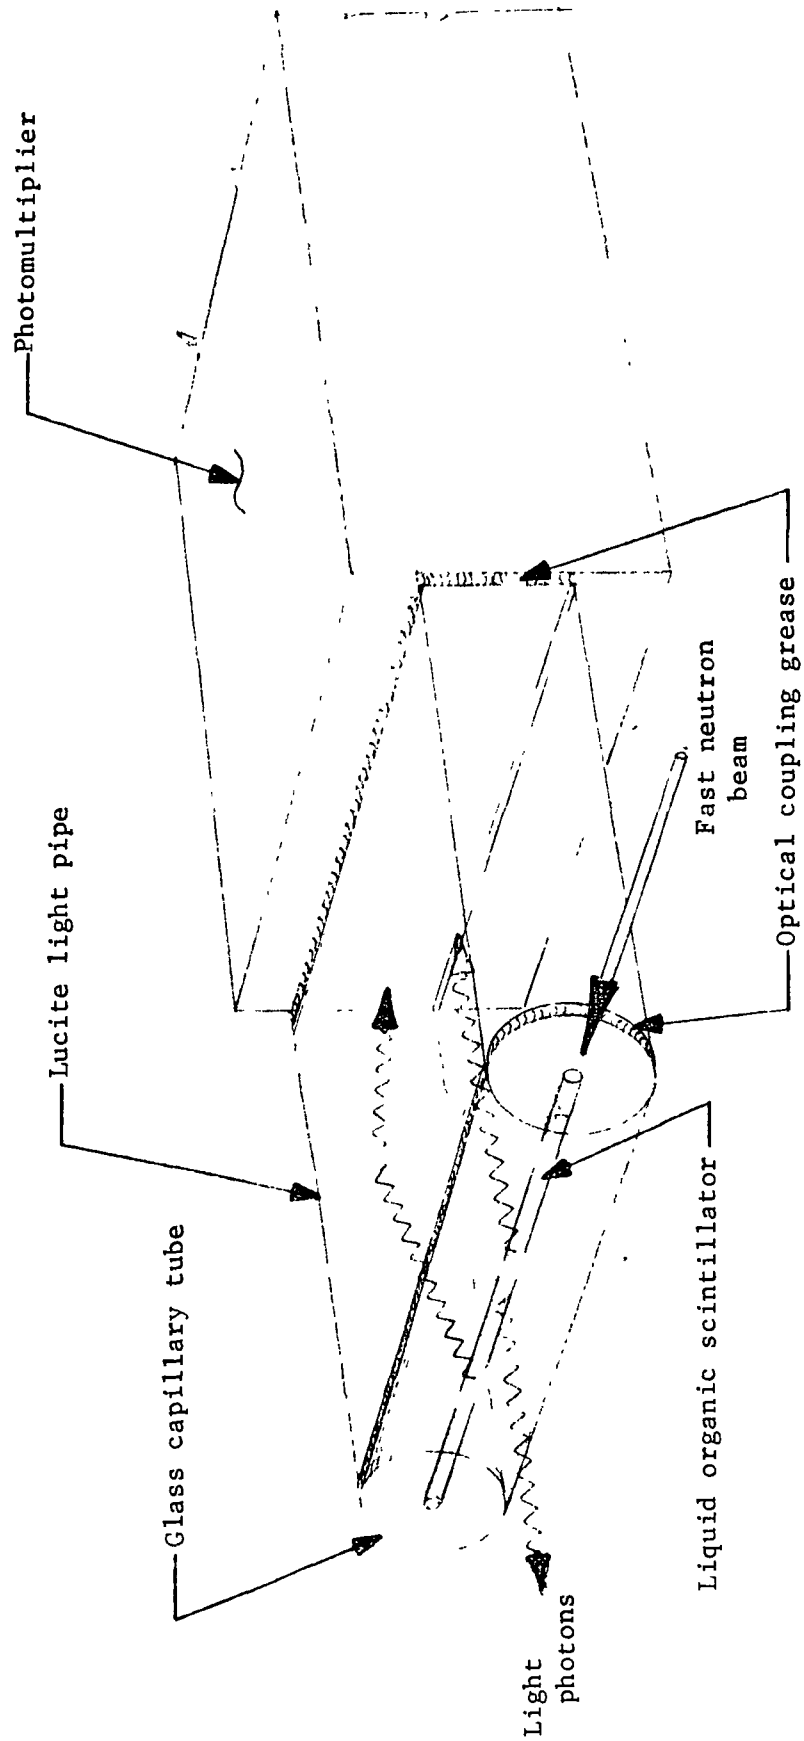 Photomultiplier
Lucite light pipe
Glass capillary tube
Light
photons
Liquid organic scintillator
Fast neutron
beam
Optical coupling grease